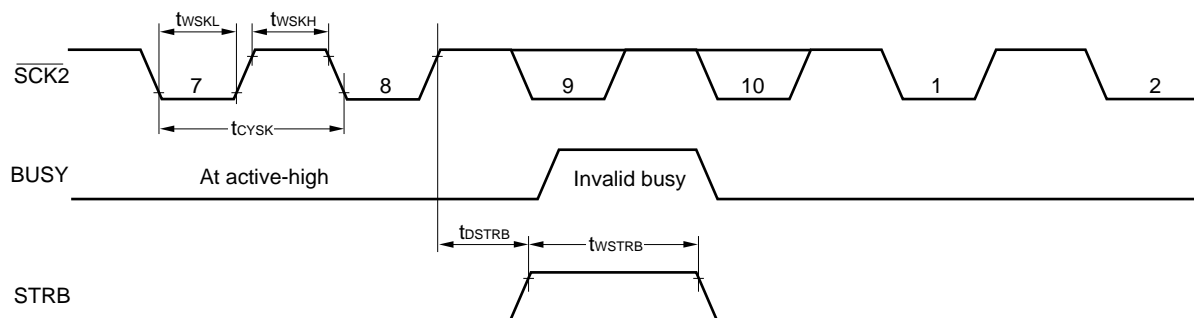 tWSKL tWSKH
SCK2 7 8 9 10 1 2
tCYSK
BUSY At active-high Invalid busy
tDSTRB tWSTRB
STRB